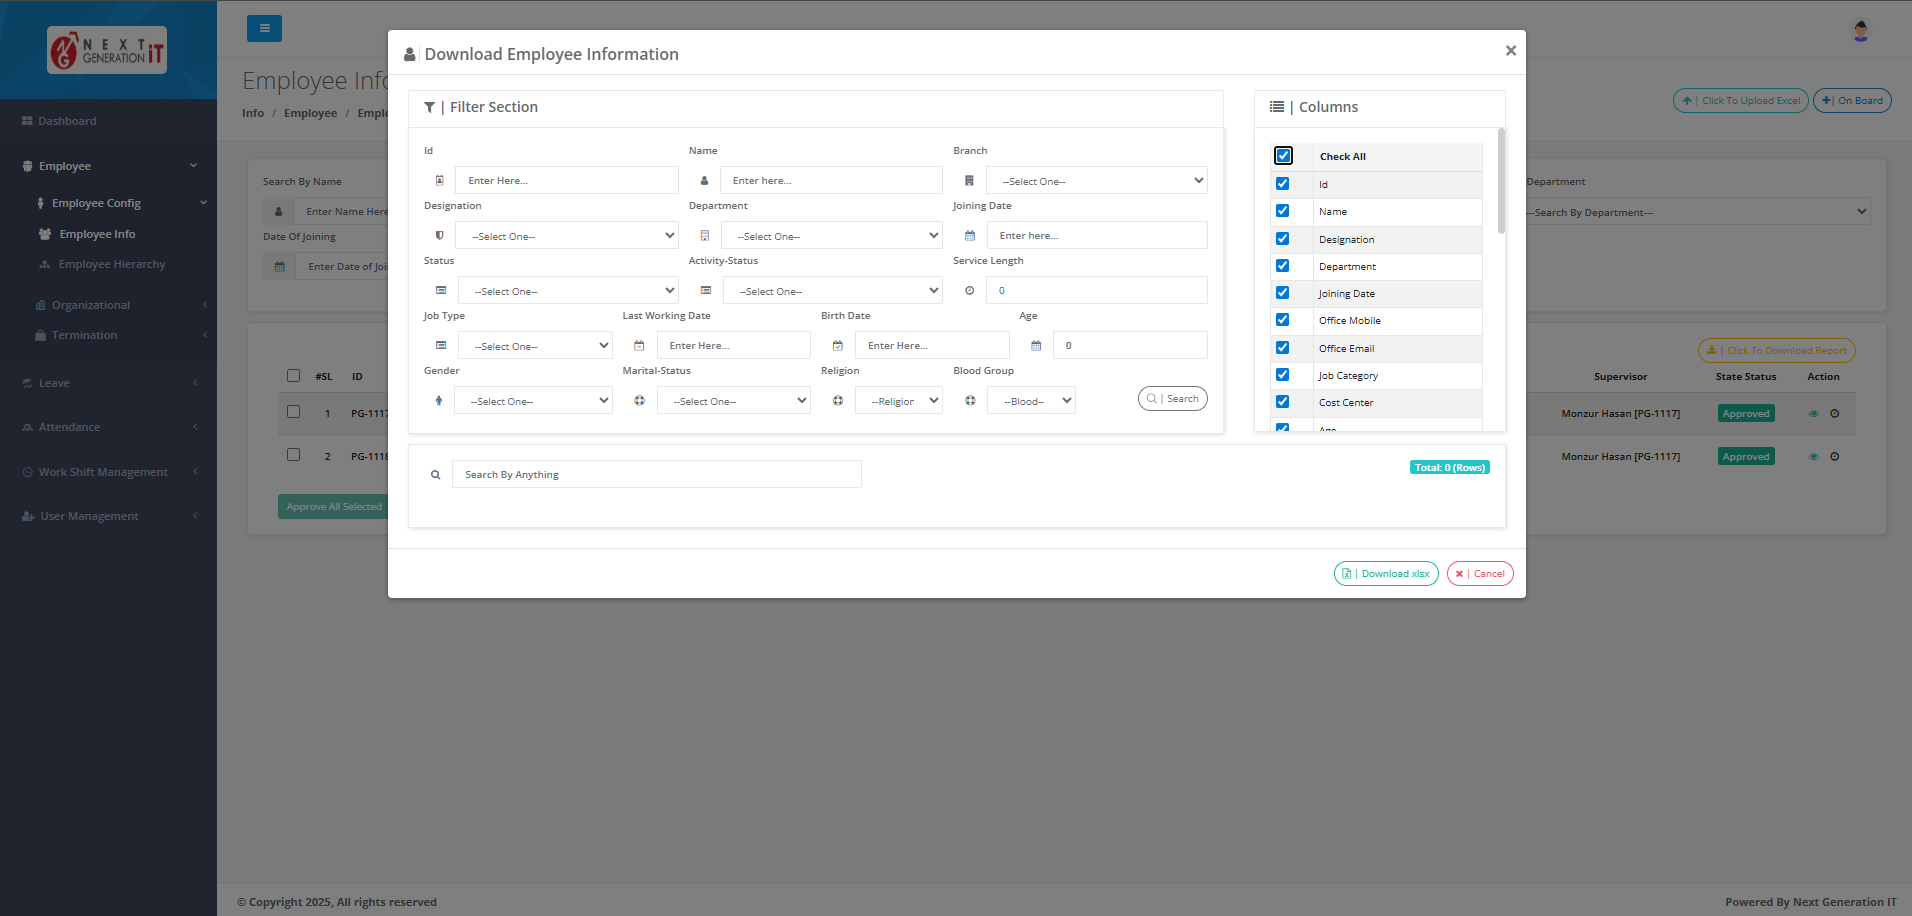 NEXT
GENERATION iT
Dashboard
Employee
Employee Config
Employee Info
Employee Hierarchy
Organizational
Termination
Leave
Attendance
Work Shift Management
User Management
Employee Info
Info / Employee / Emplo
| Click To Upload Excel
| On Board
Search By Name
Enter Name Here
Date Of Joining
Enter Date of Joi
Department
---Search By Department---
| Click To Download Report
#SL ID Supervisor State Status Action
1 PG-1117 Monzur Hasan [PG-1117] Approved
2 PG-1118 Monzur Hasan [PG-1117] Approved
Approve All Selected
Download Employee Information
×
| Filter Section
Id Name Branch
Enter Here... Enter here... --Select One--
Designation Department Joining Date
--Select One-- --Select One-- Enter here...
Status Activity-Status Service Length
--Select One-- --Select One-- 0
Job Type Last Working Date Birth Date Age
--Select One-- Enter Here... Enter Here... 0
Gender Marital-Status Religion Blood Group
--Select One-- --Select One-- --Religion --Blood-- | Search
| Columns
Check All
Id
Name
Designation
Department
Joining Date
Office Mobile
Office Email
Job Category
Cost Center
Age
Search By Anything
Total: 0 (Rows)
| Download xlsx
| Cancel
© Copyright 2025, All rights reserved
Powered By Next Generation IT